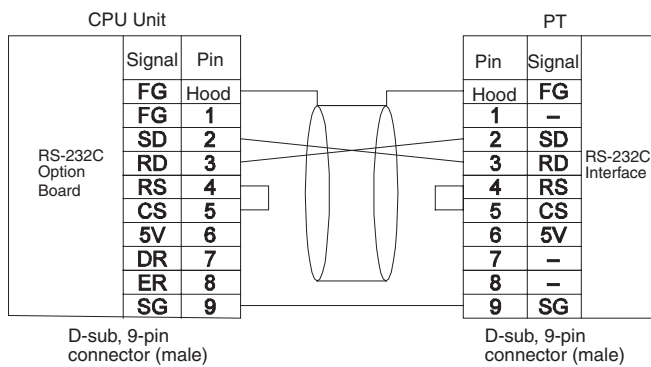 CPU Unit
PT
Signal Pin
Pin Signal
FG Hood
Hood FG
FG 1
1 –
SD 2
2 SD
RD 3
3 RD
RS 4
4 RS
CS 5
5 CS
5V 6
6 5V
DR 7
7 –
ER 8
8 –
SG 9
9 SG
RS-232C
Option
Board
RS-232C
Interface
D-sub, 9-pin
connector (male)
D-sub, 9-pin
connector (male)